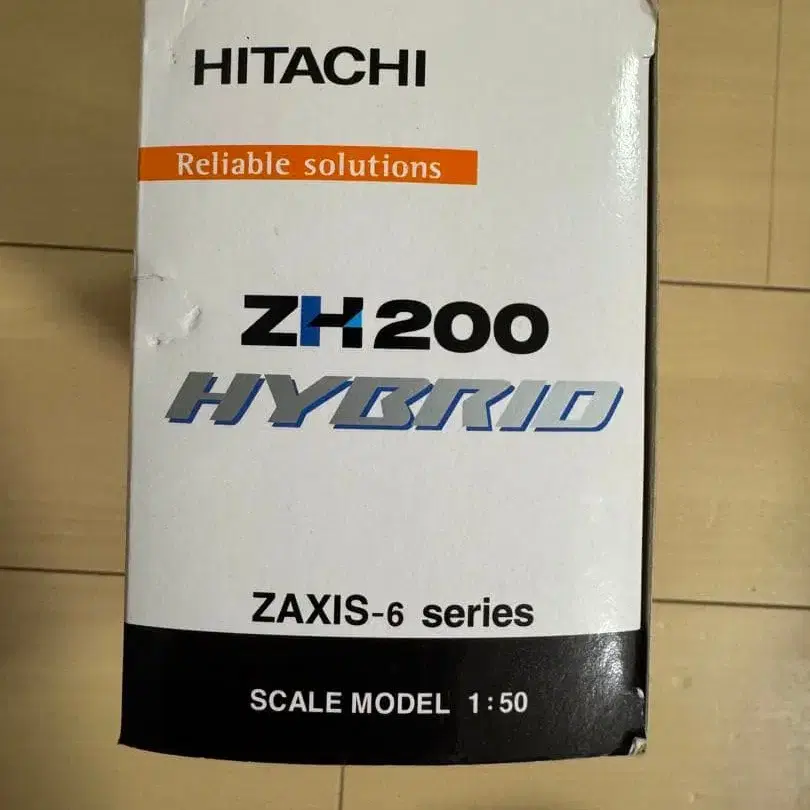 HITACHI
Reliable solutions
ZH200
HYBRID
ZAXIS-6 series
SCALE MODEL 1:50